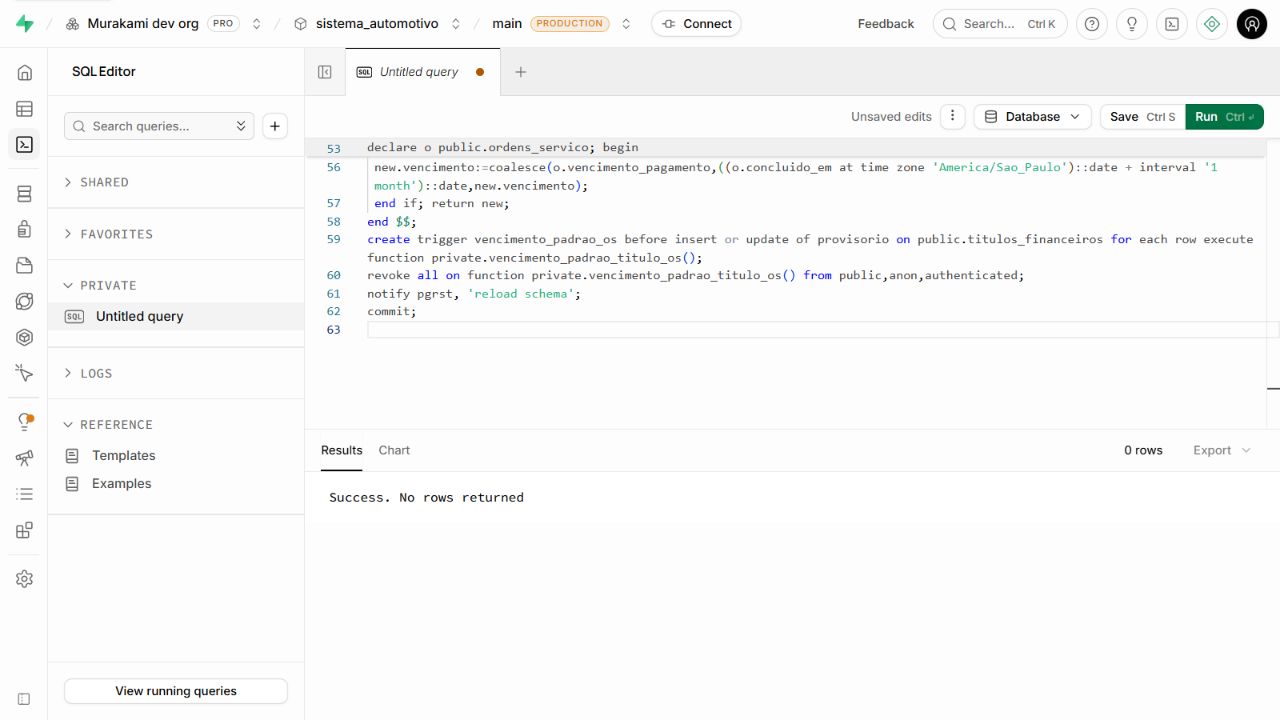 Murakami dev org PRO / sistema_automotivo / main PRODUCTION Connect Feedback Search... Ctrl K
SQL Editor
SQL Untitled query
Search queries...
Unsaved edits Database Save Ctrl S Run Ctrl ↵
SHARED
FAVORITES
PRIVATE
SQL Untitled query
LOGS
REFERENCE
Templates
Examples
View running queries
53 declare o public.ordens_servico; begin
56 new.vencimento:=coalesce(o.vencimento_pagamento,((o.concluido_em at time zone 'America/Sao_Paulo')::date + interval '1
month')::date,new.vencimento);
57 end if; return new;
58 end $$;
59 create trigger vencimento_padrao_os before insert or update of provisorio on public.titulos_financeiros for each row execute
function private.vencimento_padrao_titulo_os();
60 revoke all on function private.vencimento_padrao_titulo_os() from public,anon,authenticated;
61 notify pgrst, 'reload schema';
62 commit;
63
Results Chart 0 rows Export
Success. No rows returned